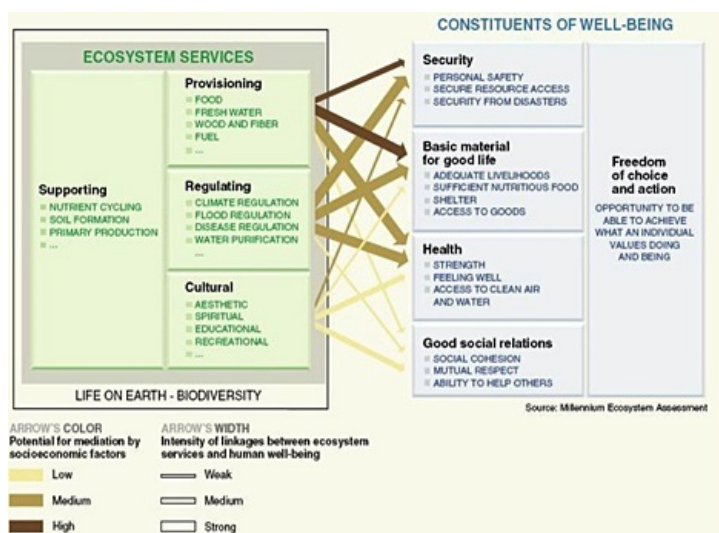 CONSTITUENTS OF WELL-BEING
ECOSYSTEM SERVICES
Provisioning
FOOD
FRESH WATER
WOOD AND FIBER
FUEL
...
Supporting
NUTRIENT CYCLING
SOIL FORMATION
PRIMARY PRODUCTION
...
Regulating
CLIMATE REGULATION
FLOOD REGULATION
DISEASE REGULATION
WATER PURIFICATION
...
Cultural
AESTHETIC
SPIRITUAL
EDUCATIONAL
RECREATIONAL
...
LIFE ON EARTH - BIODIVERSITY
Security
PERSONAL SAFETY
SECURE RESOURCE ACCESS
SECURITY FROM DISASTERS
Basic material
for good life
ADEQUATE LIVELIHOODS
SUFFICIENT NUTRITIOUS FOOD
SHELTER
ACCESS TO GOODS
Health
STRENGTH
FEELING WELL
ACCESS TO CLEAN AIR
AND WATER
Good social relations
SOCIAL COHESION
MUTUAL RESPECT
ABILITY TO HELP OTHERS
Freedom
of choice
and action
OPPORTUNITY TO BE
ABLE TO ACHIEVE
WHAT AN INDIVIDUAL
VALUES DOING
AND BEING
Source: Millennium Ecosystem Assessment
ARROW'S COLOR
Potential for mediation by
socioeconomic factors
Low
Medium
High
ARROW'S WIDTH
Intensity of linkages between ecosystem
services and human well-being
Weak
Medium
Strong